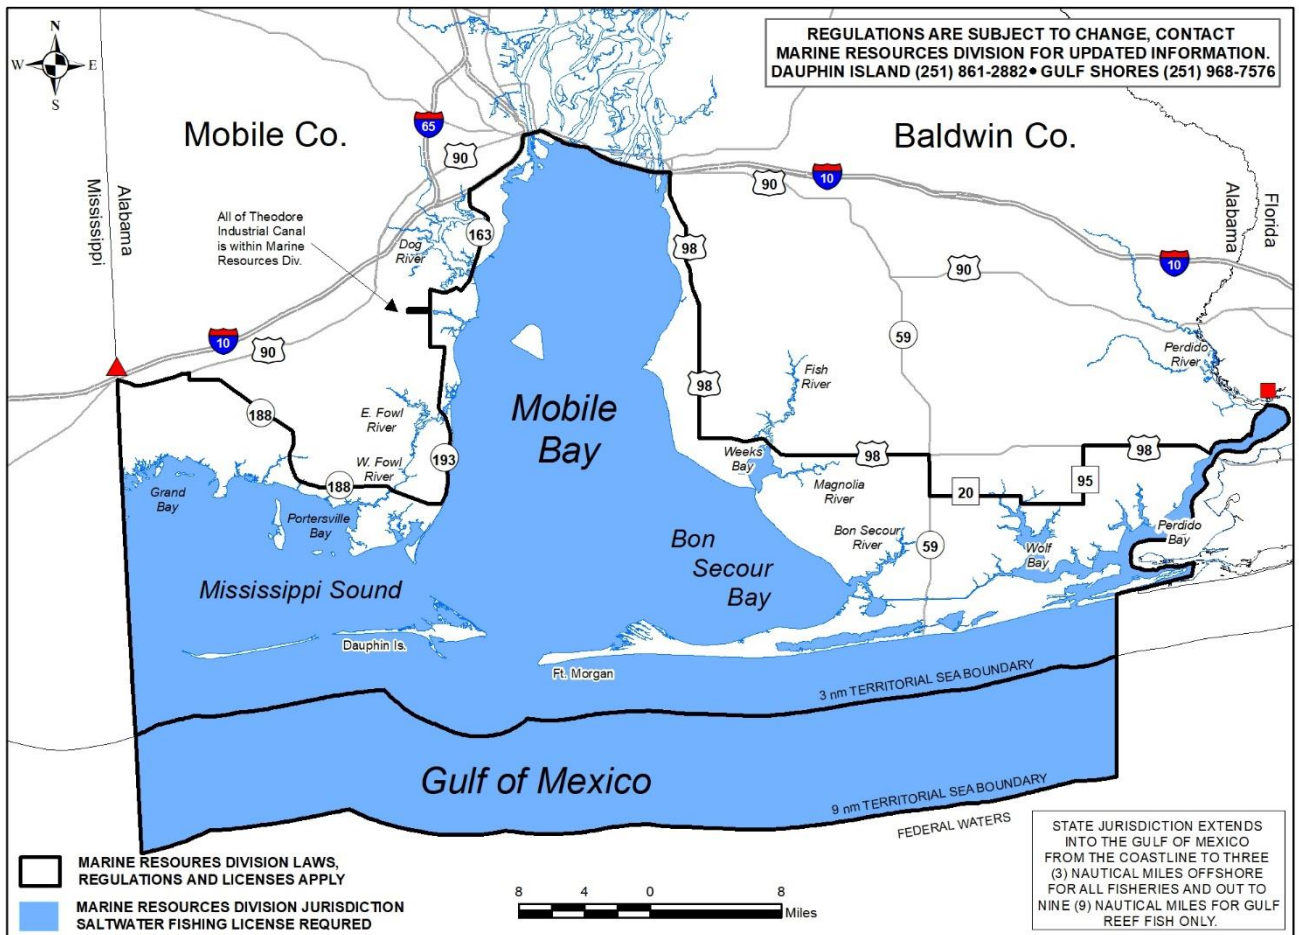 REGULATIONS ARE SUBJECT TO CHANGE, CONTACT
MARINE RESOURCES DIVISION FOR UPDATED INFORMATION.
DAUPHIN ISLAND (251) 861-2882 • GULF SHORES (251) 968-7576
N
W
E
S
Mobile Co.
Baldwin Co.
65
90
10
90
Mississippi
Alabama
Alabama
Florida
All of Theodore
Industrial Canal
is within Marine
Resources Div.
Dog
River
163
98
90
10
59
10
90
Perdido
River
188
E. Fowl
River
W. Fowl
River
193
188
Mobile
Bay
98
Fish
River
Weeks
Bay
98
Magnolia
River
20
95
98
Grand
Bay
Portersville
Bay
Bon Secour
River
59
Wolf
Bay
Perdido
Bay
Bon
Secour
Bay
Mississippi Sound
Dauphin Is.
Ft. Morgan
3 nm TERRITORIAL SEA BOUNDARY
Gulf of Mexico
9 nm TERRITORIAL SEA BOUNDARY
FEDERAL WATERS
STATE JURISDICTION EXTENDS
INTO THE GULF OF MEXICO
FROM THE COASTLINE TO THREE
(3) NAUTICAL MILES OFFSHORE
FOR ALL FISHERIES AND OUT TO
NINE (9) NAUTICAL MILES FOR GULF
REEF FISH ONLY.
MARINE RESOURES DIVISION LAWS,
REGULATIONS AND LICENSES APPLY
MARINE RESOURCES DIVISION JURISDICTION
SALTWATER FISHING LICENSE REQURED
8 4 0 8
Miles